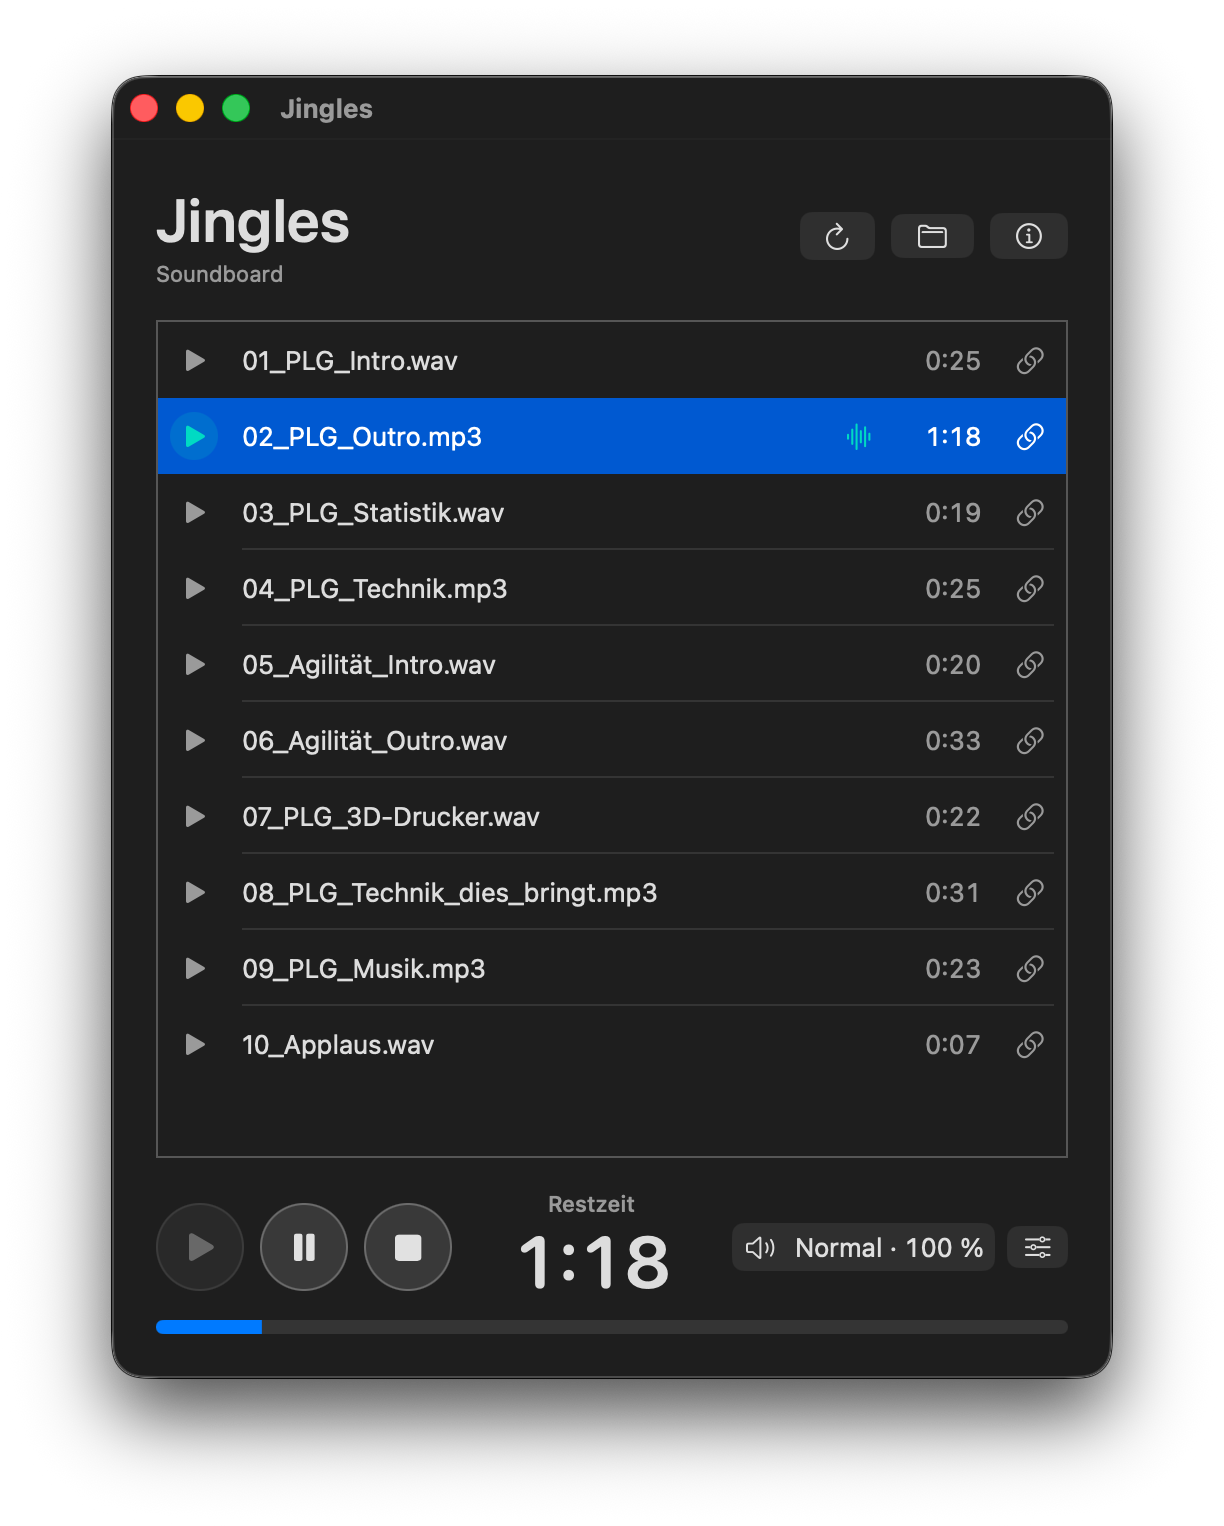 Jingles
Jingles
Soundboard
01_PLG_Intro.wav 0:25
02_PLG_Outro.mp3 1:18
03_PLG_Statistik.wav 0:19
04_PLG_Technik.mp3 0:25
05_Agilität_Intro.wav 0:20
06_Agilität_Outro.wav 0:33
07_PLG_3D-Drucker.wav 0:22
08_PLG_Technik_dies_bringt.mp3 0:31
09_PLG_Musik.mp3 0:23
10_Applaus.wav 0:07
Restzeit
1:18
Normal · 100 %